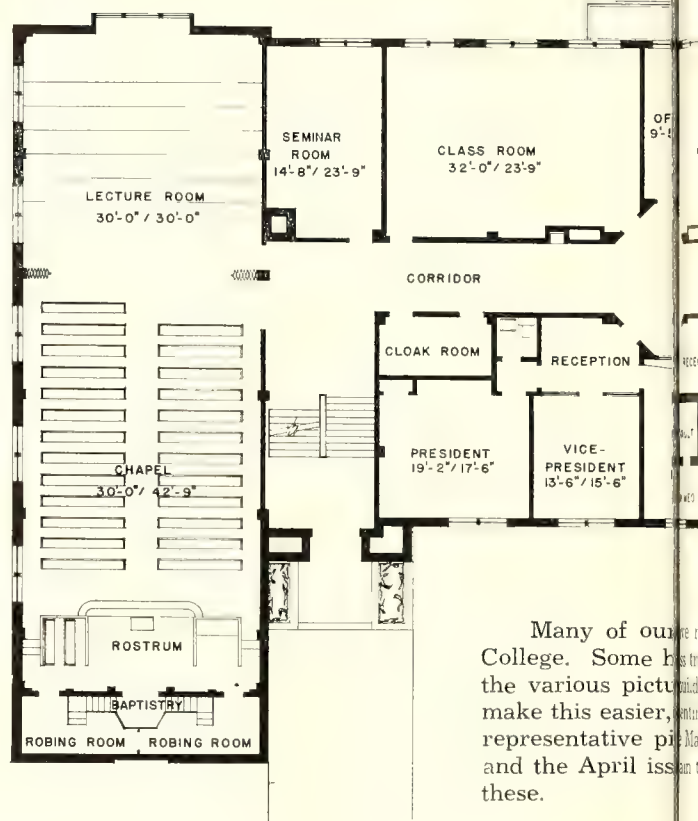 SEMINAR
ROOM
14'-8"/ 23'-9"
CLASS ROOM
32'-0"/ 23'-9"
OF
LECTURE ROOM
30'-0"/ 30'-0"
CORRIDOR
CLOAK ROOM
RECEPTION
PRESIDENT
19'-2"/ 17'-6"
VICE-
PRESIDENT
13'-6"/ 15'-6"
CHAPEL
30'-0"/ 42'-9"
ROSTRUM
BAPTISTRY
ROBING ROOM
ROBING ROOM
Many of our
College. Some h
the various pictu
make this easier,
representative pi
and the April iss
these.